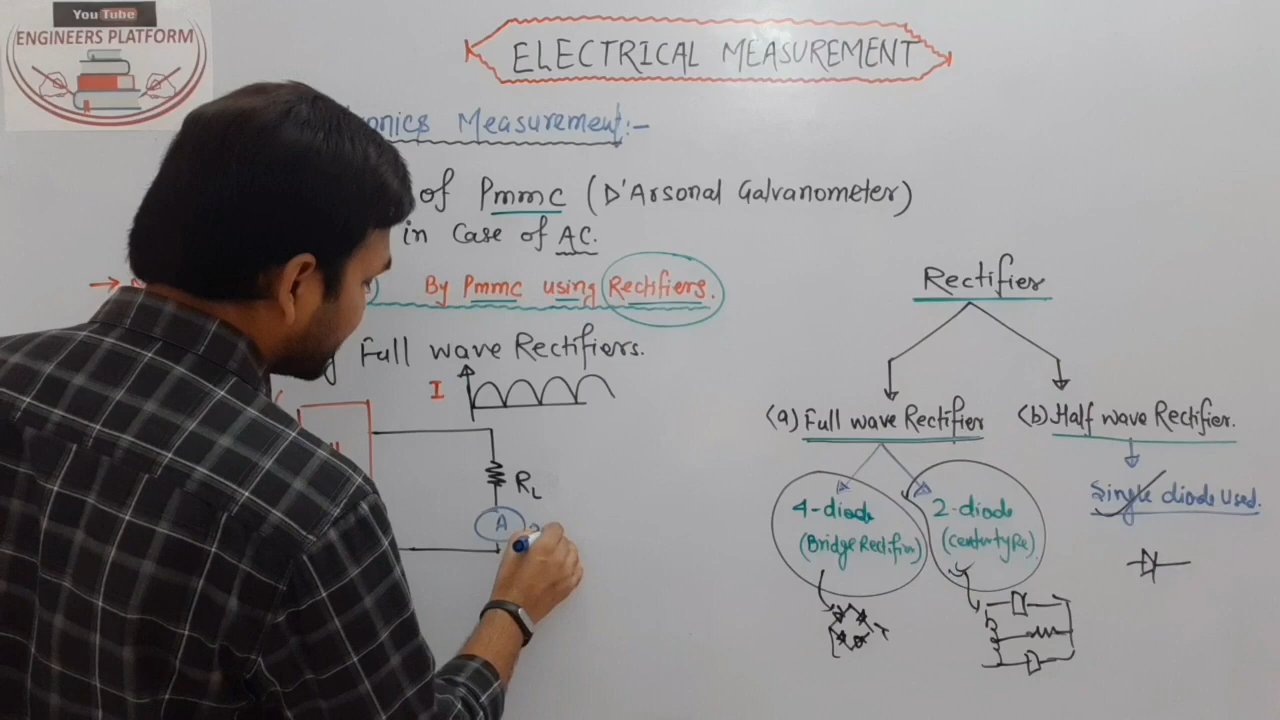 You Tube
ENGINEERS PLATFORM
ELECTRICAL MEASUREMENT
onics Measurement:-
of Pmmc (D'Arsonal Galvanometer)
in Case of AC.
By Pmmc using Rectifiers.
Full wave Rectifiers.
I
RL
A
Rectifier
(a) Full wave Rectifier
(b) Half wave Rectifier.
4-diode
(Bridge Rectifier)
2-diode
(Centertype)
Single diode Used.